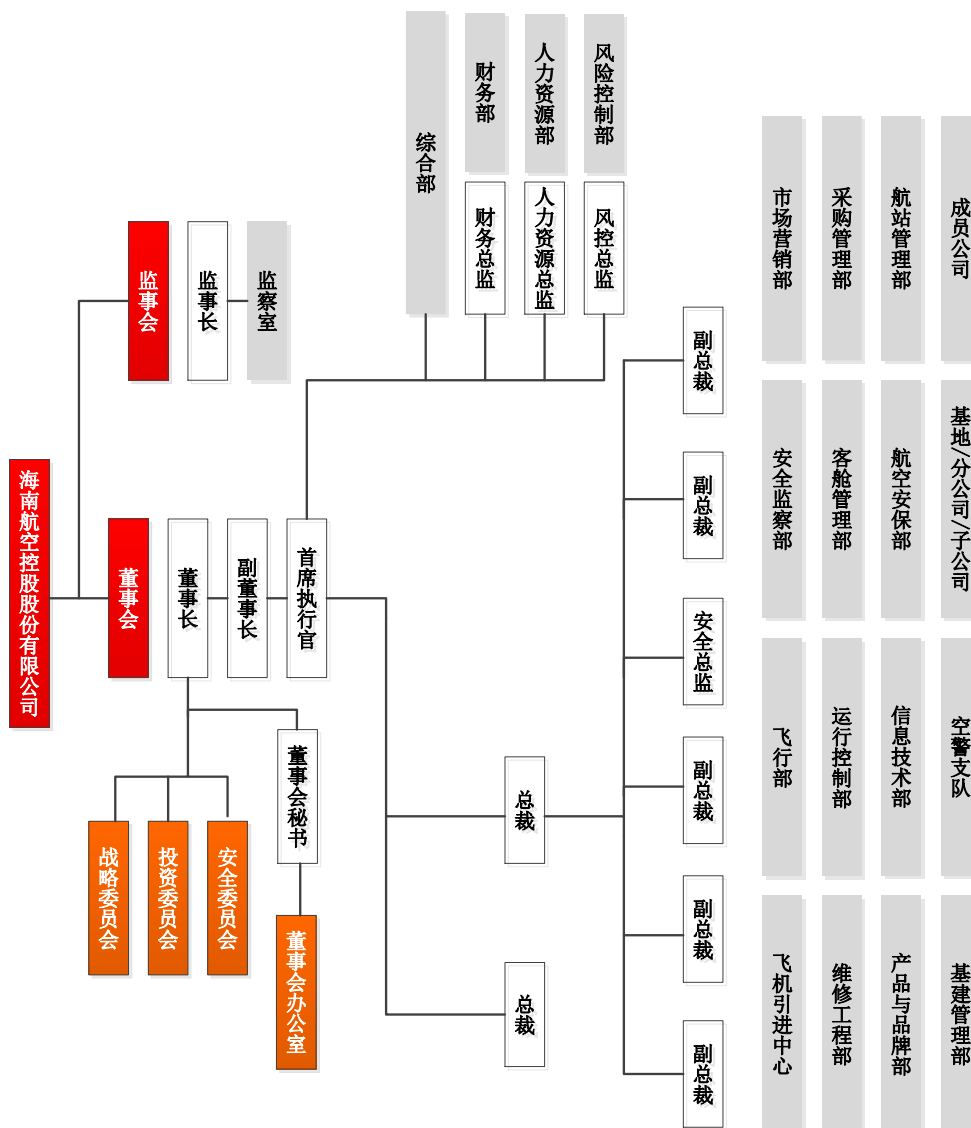 海南航空控股股份有限公司
监事会
监事长
监察室
董事会
董事长
副董事长
首席执行官
战略委员会
投资委员会
安全委员会
董事会秘书
董事会办公室
综合部
财务部
财务总监
人力资源部
人力资源总监
风险控制部
风控总监
总裁
总裁
副总裁
副总裁
安全总监
副总裁
副总裁
副总裁
市场营销部
采购管理部
航站管理部
成员公司
安全监察部
客舱管理部
航空安保部
基地/分公司/子公司
飞行部
运行控制部
信息技术部
空警支队
飞机引进中心
维修工程部
产品与品牌部
基建管理部